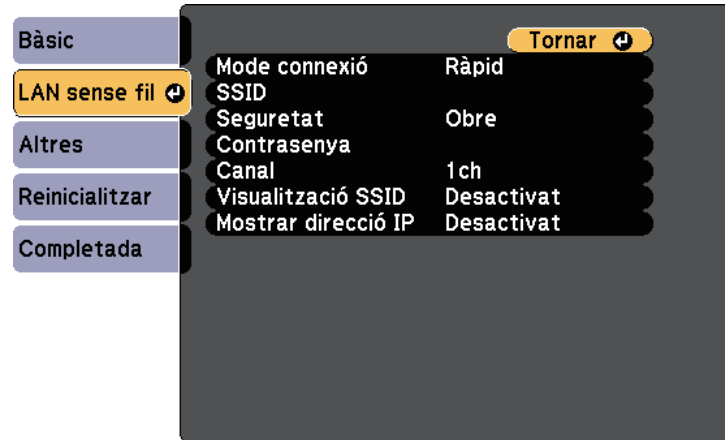 Bàsic
LAN sense fil
Altres
Reinicialitzar
Completada
Tornar
Mode connexió Ràpid
SSID
Seguretat Obre
Contrasenya
Canal 1ch
Visualització SSID Desactivat
Mostrar direcció IP Desactivat